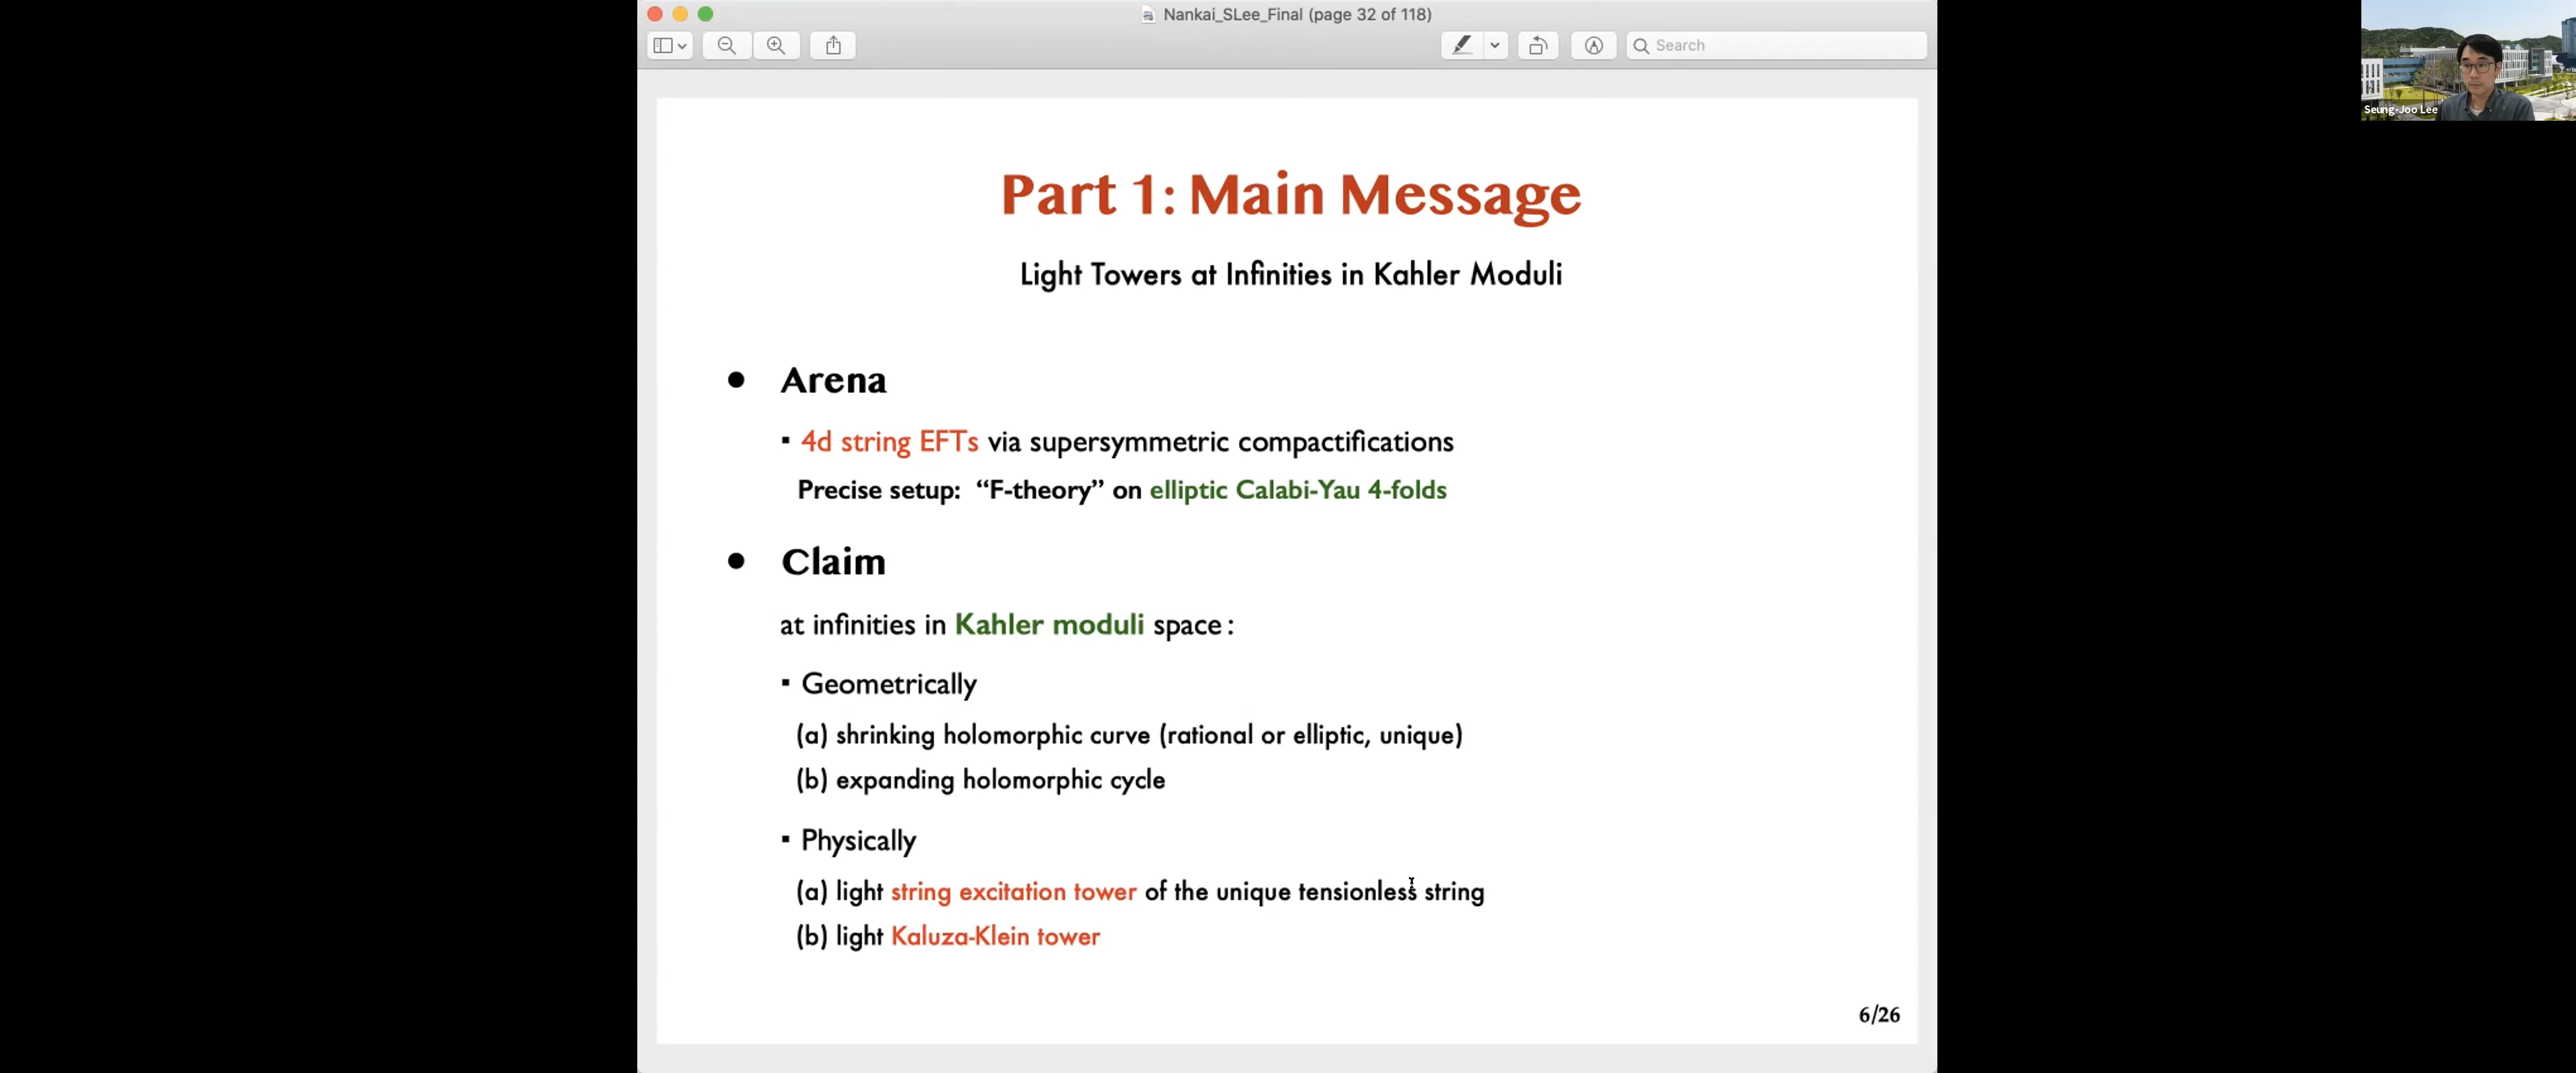 Nankai_SLee_Final (page 32 of 118)
Search
Seung-Joo Lee
Part 1: Main Message
Light Towers at Infinities in Kahler Moduli
● Arena
▪ 4d string EFTs via supersymmetric compactifications
Precise setup: “F-theory” on elliptic Calabi-Yau 4-folds
● Claim
at infinities in Kahler moduli space :
▪ Geometrically
(a) shrinking holomorphic curve (rational or elliptic, unique)
(b) expanding holomorphic cycle
▪ Physically
(a) light string excitation tower of the unique tensionless string
(b) light Kaluza-Klein tower
6/26